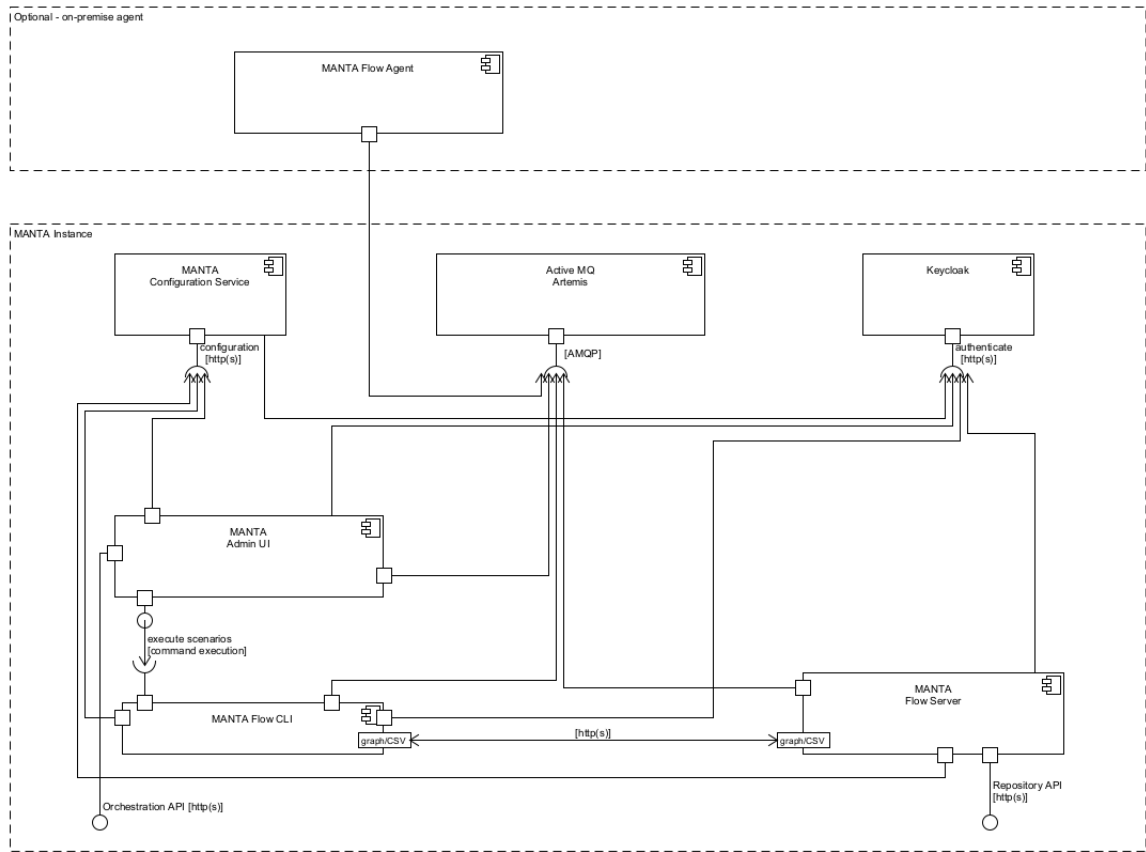 Optional - on-premise agent
MANTA Flow Agent
MANTA Instance
MANTA
Configuration Service
Active MQ
Artemis
Keycloak
configuration
[http(s)]
[AMQP]
authenticate
[http(s)]
MANTA
Admin UI
execute scenarios
[command execution]
MANTA Flow CLI
graph/CSV
[http(s)]
MANTA
Flow Server
graph/CSV
Orchestration API [http(s)]
Repository API
[http(s)]